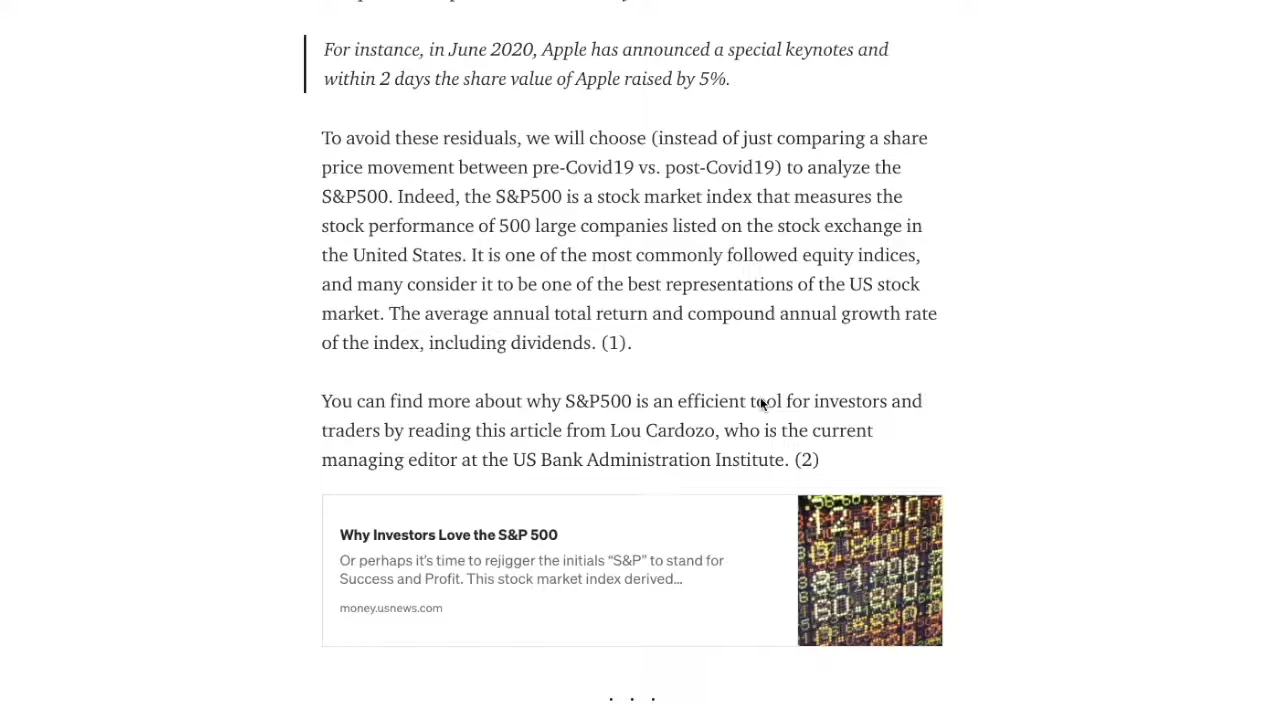 For instance, in June 2020, Apple has announced a special keynotes and
within 2 days the share value of Apple raised by 5%.
To avoid these residuals, we will choose (instead of just comparing a share
price movement between pre-Covid19 vs. post-Covid19) to analyze the
S&P500. Indeed, the S&P500 is a stock market index that measures the
stock performance of 500 large companies listed on the stock exchange in
the United States. It is one of the most commonly followed equity indices,
and many consider it to be one of the best representations of the US stock
market. The average annual total return and compound annual growth rate
of the index, including dividends. (1).
You can find more about why S&P500 is an efficient tool for investors and
traders by reading this article from Lou Cardozo, who is the current
managing editor at the US Bank Administration Institute. (2)
Why Investors Love the S&P 500
Or perhaps it's time to rejigger the initials “S&P” to stand for
Success and Profit. This stock market index derived...
money.usnews.com
. . .